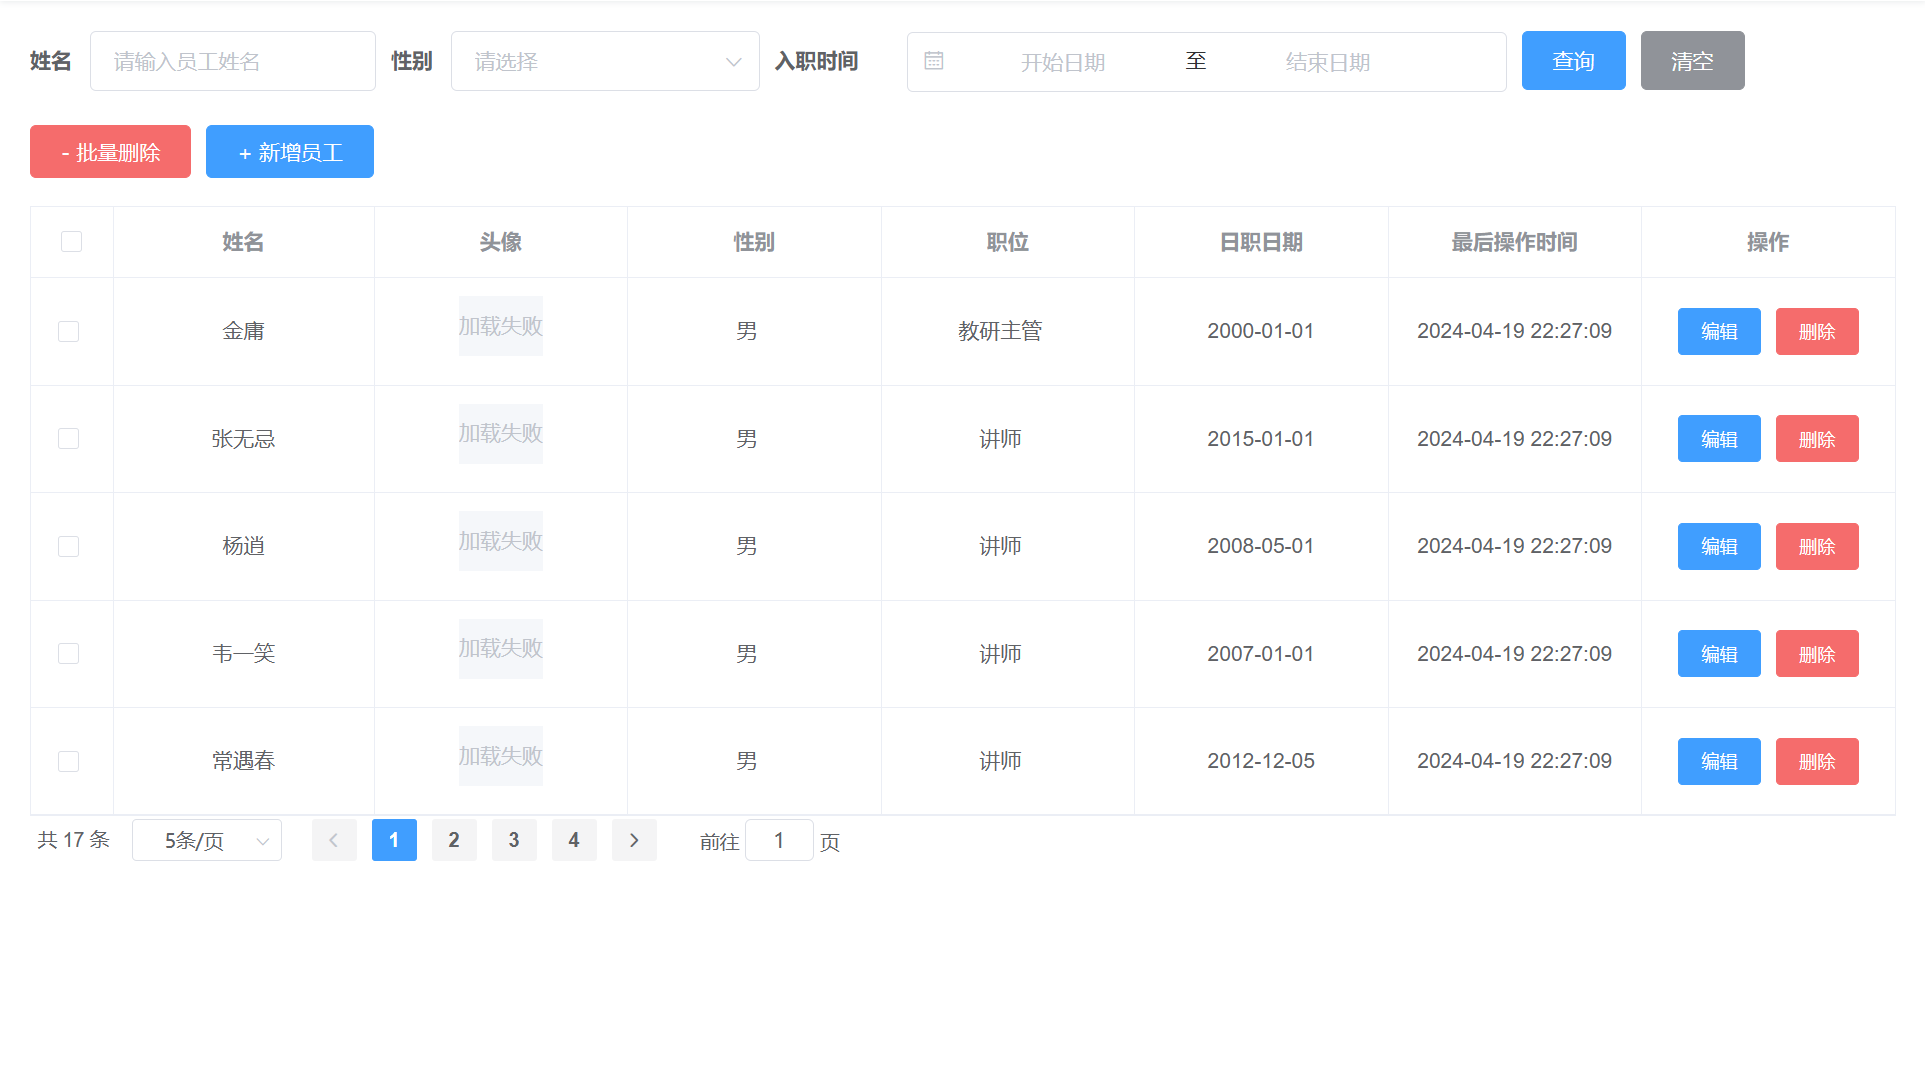 姓名 请输入员工姓名 性别 请选择 入职时间 开始日期 至 结束日期 查询 清空
- 批量删除 + 新增员工
姓名 头像 性别 职位 日职日期 最后操作时间 操作
金庸 加载失败 男 教研主管 2000-01-01 2024-04-19 22:27:09 编辑 删除
张无忌 加载失败 男 讲师 2015-01-01 2024-04-19 22:27:09 编辑 删除
杨逍 加载失败 男 讲师 2008-05-01 2024-04-19 22:27:09 编辑 删除
韦一笑 加载失败 男 讲师 2007-01-01 2024-04-19 22:27:09 编辑 删除
常遇春 加载失败 男 讲师 2012-12-05 2024-04-19 22:27:09 编辑 删除
共 17 条 5条/页 1 2 3 4 前往 1 页